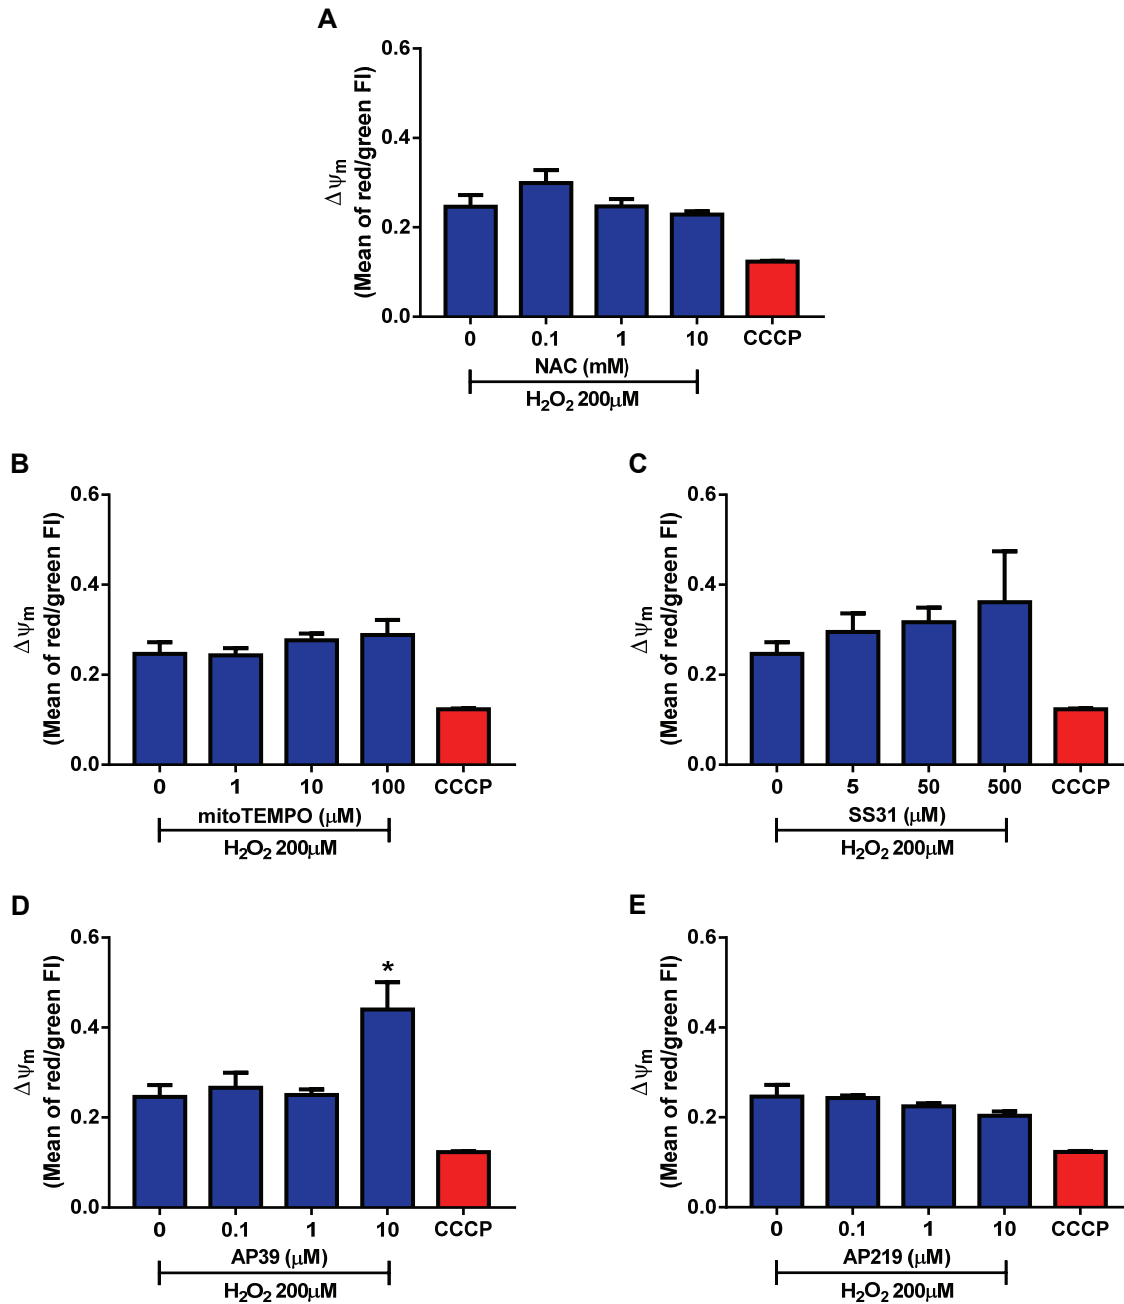 A
ΔΨm
(Mean of red/green FI)
0.6
0.4
0.2
0.0
0 0.1 1 10 CCCP
NAC (mM)
H2O2 200μM
B
ΔΨm
(Mean of red/green FI)
0.6
0.4
0.2
0.0
0 1 10 100 CCCP
mitoTEMPO (μM)
H2O2 200μM
C
ΔΨm
(Mean of red/green FI)
0.6
0.4
0.2
0.0
0 5 50 500 CCCP
SS31 (μM)
H2O2 200μM
D
ΔΨm
(Mean of red/green FI)
0.6
0.4
0.2
0.0
*
0 0.1 1 10 CCCP
AP39 (μM)
H2O2 200μM
E
ΔΨm
(Mean of red/green FI)
0.6
0.4
0.2
0.0
0 0.1 1 10 CCCP
AP219 (μM)
H2O2 200μM